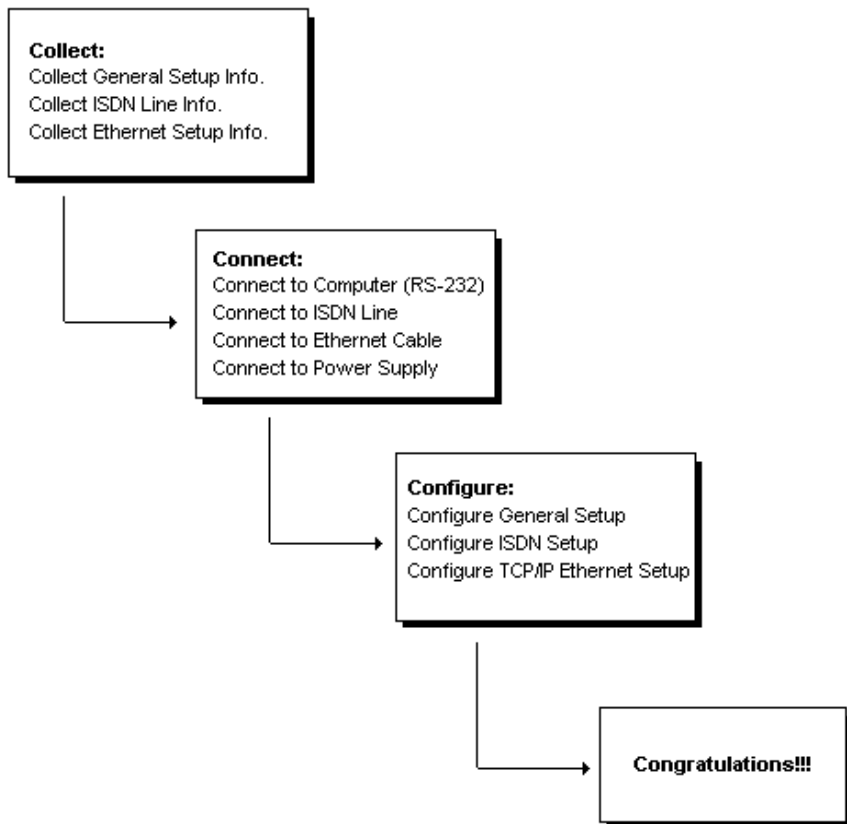 Collect:
Collect General Setup Info.
Collect ISDN Line Info.
Collect Ethernet Setup Info.
Connect:
Connect to Computer (RS-232)
Connect to ISDN Line
Connect to Ethernet Cable
Connect to Power Supply
Configure:
Configure General Setup
Configure ISDN Setup
Configure TCP/IP Ethernet Setup
Congratulations!!!